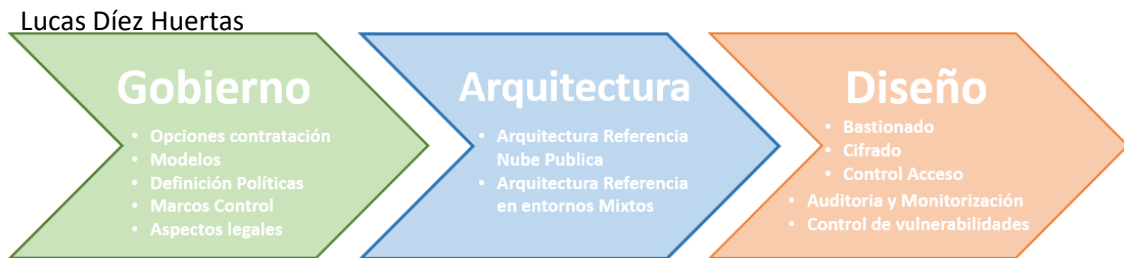 Lucas Díez Huertas
Gobierno
• Opciones contratación
• Modelos
• Definición Políticas
• Marcos Control
• Aspectos legales
Arquitectura
• Arquitectura Referencia
Nube Publica
• Arquitectura Referencia
en entornos Mixtos
Diseño
• Bastionado
• Cifrado
• Control Acceso
• Auditoria y Monitorización
• Control de vulnerabilidades